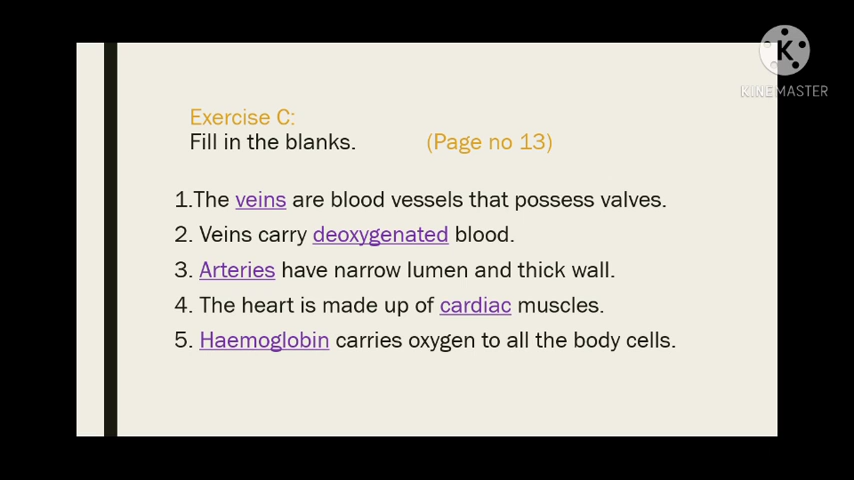 K
KINEMASTER
Exercise C:
Fill in the blanks. (Page no 13)
1.The veins are blood vessels that possess valves.
2. Veins carry deoxygenated blood.
3. Arteries have narrow lumen and thick wall.
4. The heart is made up of cardiac muscles.
5. Haemoglobin carries oxygen to all the body cells.